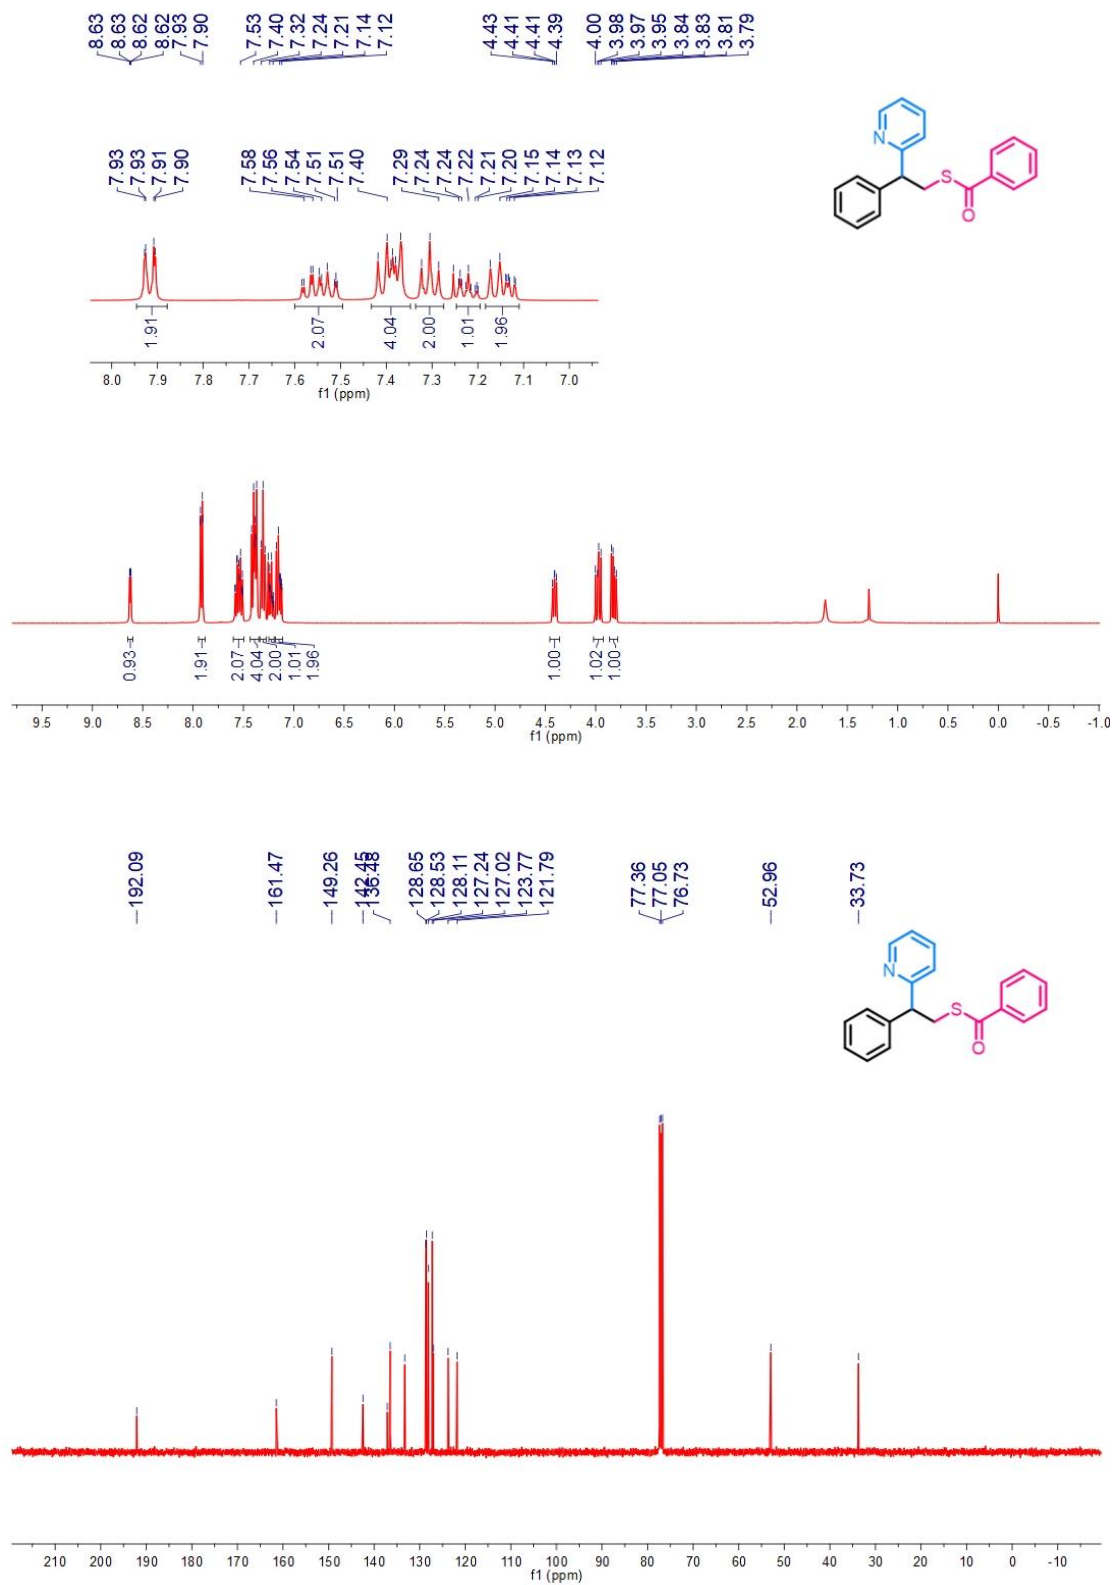 8.63 8.63 8.62 8.62 7.93 7.90 7.53 7.40 7.32 7.24 7.21 7.14 7.12 4.43 4.41 4.41 4.39 4.00 3.98 3.97 3.95 3.84 3.83 3.81 3.79
7.93 7.93 7.91 7.90 7.58 7.56 7.54 7.51 7.51 7.40 7.29 7.24 7.24 7.22 7.21 7.20 7.15 7.14 7.13 7.12
N
S
O
1.91 2.07 4.04 2.00 1.01 1.96
8.0 7.9 7.8 7.7 7.6 7.5 7.4 7.3 7.2 7.1 7.0
f1 (ppm)
0.93 1.91 2.07 4.04 2.00 1.01 1.96 1.00 1.02 1.00
9.5 9.0 8.5 8.0 7.5 7.0 6.5 6.0 5.5 5.0 4.5 4.0 3.5 3.0 2.5 2.0 1.5 1.0 0.5 0.0 -0.5 -1.0
f1 (ppm)
192.09 161.47 149.26 142.45 136.48 128.65 128.53 128.11 127.24 127.02 123.77 121.79 77.36 77.05 76.73 52.96 33.73
N
S
O
210 200 190 180 170 160 150 140 130 120 110 100 90 80 70 60 50 40 30 20 10 0 -10
f1 (ppm)